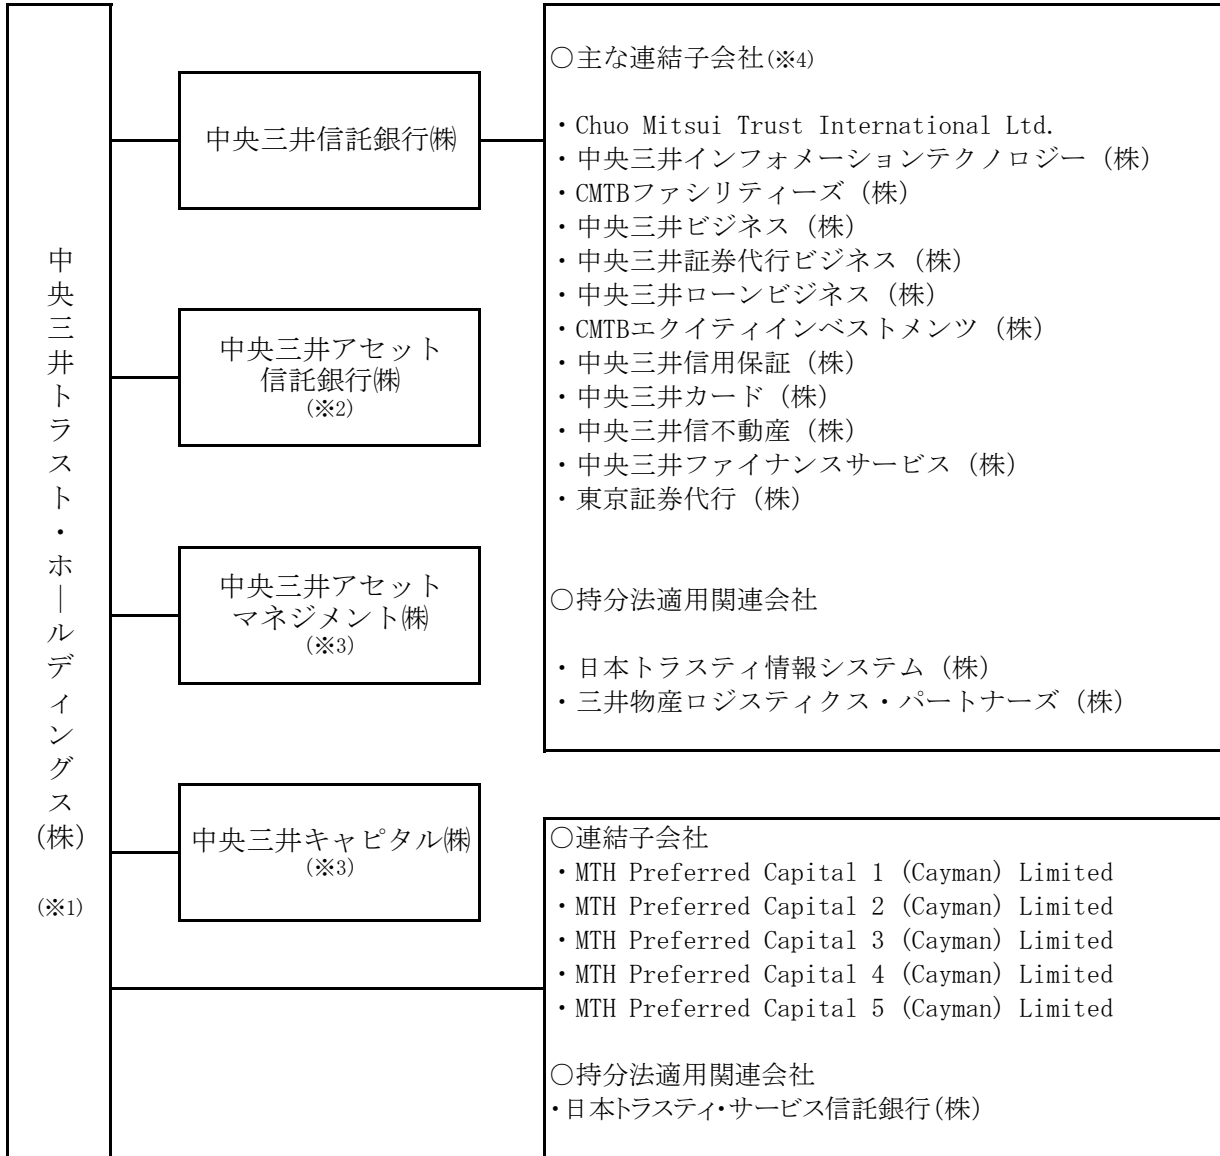 中央三井トラスト・ホールディングス(株)
(※1)
中央三井信託銀行㈱
中央三井アセット
信託銀行㈱
(※2)
中央三井アセット
マネジメント㈱
(※3)
中央三井キャピタル㈱
(※3)
○主な連結子会社(※4)
・Chuo Mitsui Trust International Ltd.
・中央三井インフォメーションテクノロジー（株）
・CMTBファシリティーズ（株）
・中央三井ビジネス（株）
・中央三井証券代行ビジネス（株）
・中央三井ローンビジネス（株）
・CMTBエクイティインベストメンツ（株）
・中央三井信用保証（株）
・中央三井カード（株）
・中央三井信不動産（株）
・中央三井ファイナンスサービス（株）
・東京証券代行（株）
○持分法適用関連会社
・日本トラスティ情報システム（株）
・三井物産ロジスティクス・パートナーズ（株）
○連結子会社
・MTH Preferred Capital 1 (Cayman) Limited
・MTH Preferred Capital 2 (Cayman) Limited
・MTH Preferred Capital 3 (Cayman) Limited
・MTH Preferred Capital 4 (Cayman) Limited
・MTH Preferred Capital 5 (Cayman) Limited
○持分法適用関連会社
・日本トラスティ・サービス信託銀行(株)